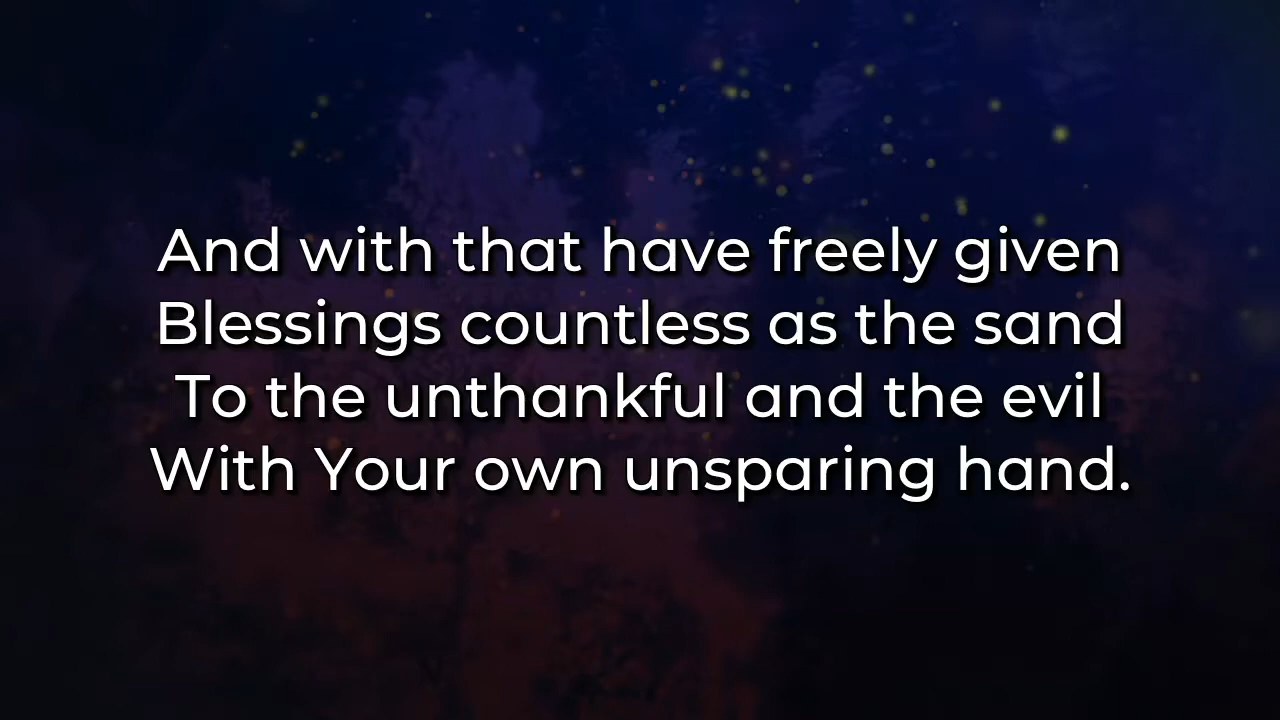 And with that have freely given
Blessings countless as the sand
To the unthankful and the evil
With Your own unsparing hand.